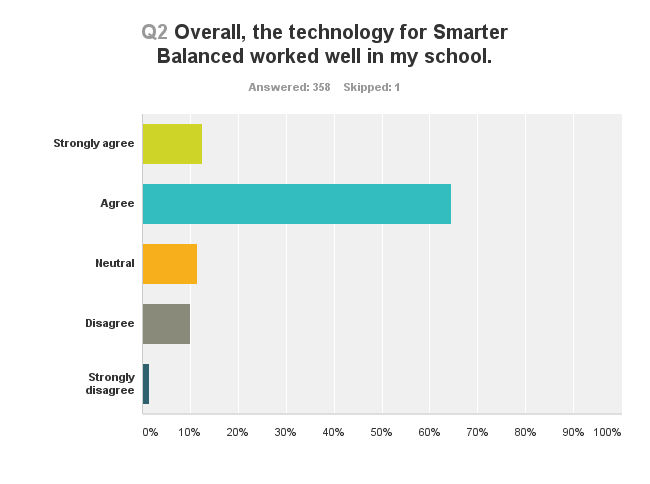 Q2 Overall, the technology for Smarter
Balanced worked well in my school.
Answered: 358 Skipped: 1
Strongly agree
Agree
Neutral
Disagree
Strongly
disagree
0% 10% 20% 30% 40% 50% 60% 70% 80% 90% 100%